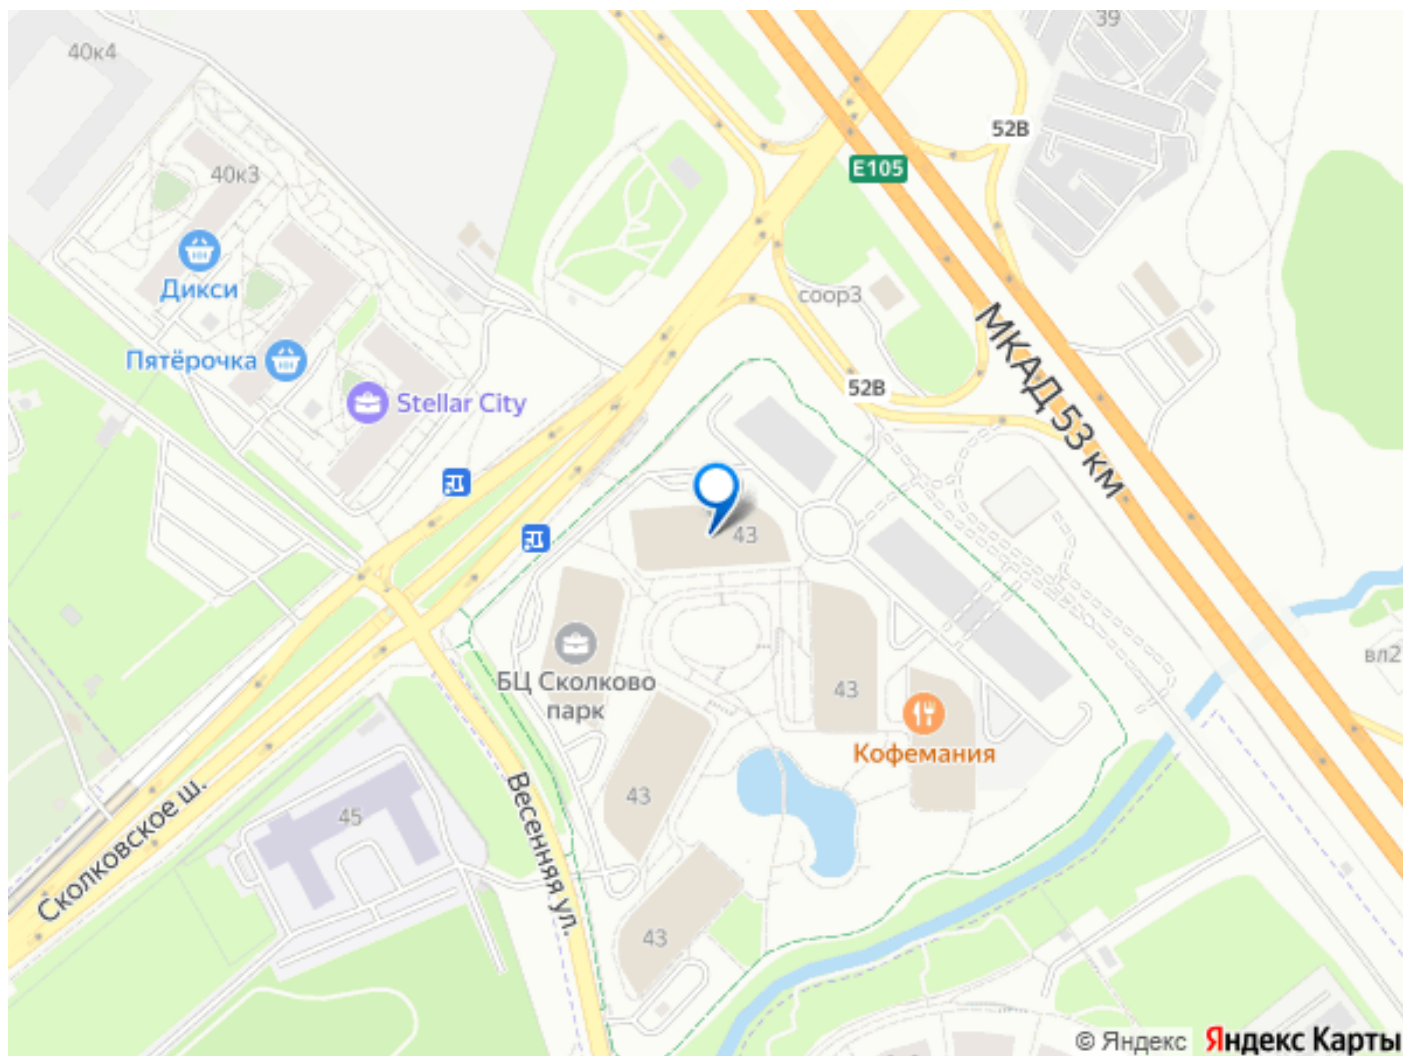 39
40к4
52В
E105
40к3
Дикси
соор3
МКАД 53 км
Пятёрочка
52В
Stellar City
43
вл2
БЦ Сколково
парк
43
Кофемания
43
Весенняя ул.
45
Сколковское ш.
43
© Яндекс
Яндекс Карты